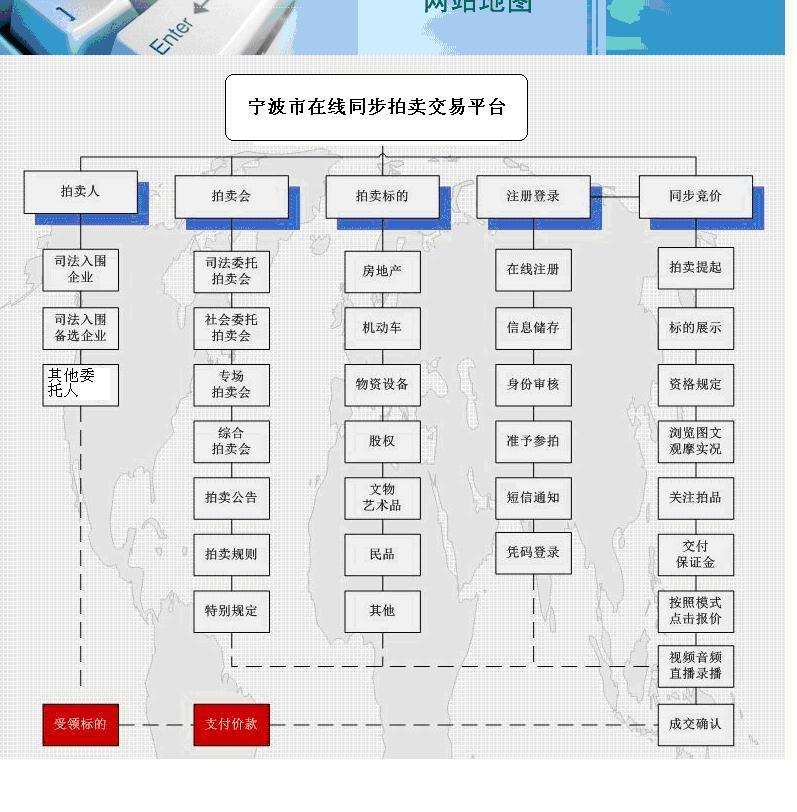 Enter
网站地图
宁波市在线同步拍卖交易平台
拍卖人
拍卖会
拍卖标的
注册登录
同步竞价
司法入围
企业
司法委托
拍卖会
房地产
在线注册
拍卖提起
司法入围
备选企业
社会委托
拍卖会
机动车
信息储存
标的展示
其他委
托人
专场
拍卖会
物资设备
身份审核
资格规定
综合
拍卖会
股权
准予参拍
浏览图文
观摩实况
拍卖公告
文物
艺术品
短信通知
关注拍品
拍卖规则
民品
凭码登录
交付
保证金
特别规定
其他
按照模式
点击报价
视频音频
直播录播
受领标的
支付价款
成交确认